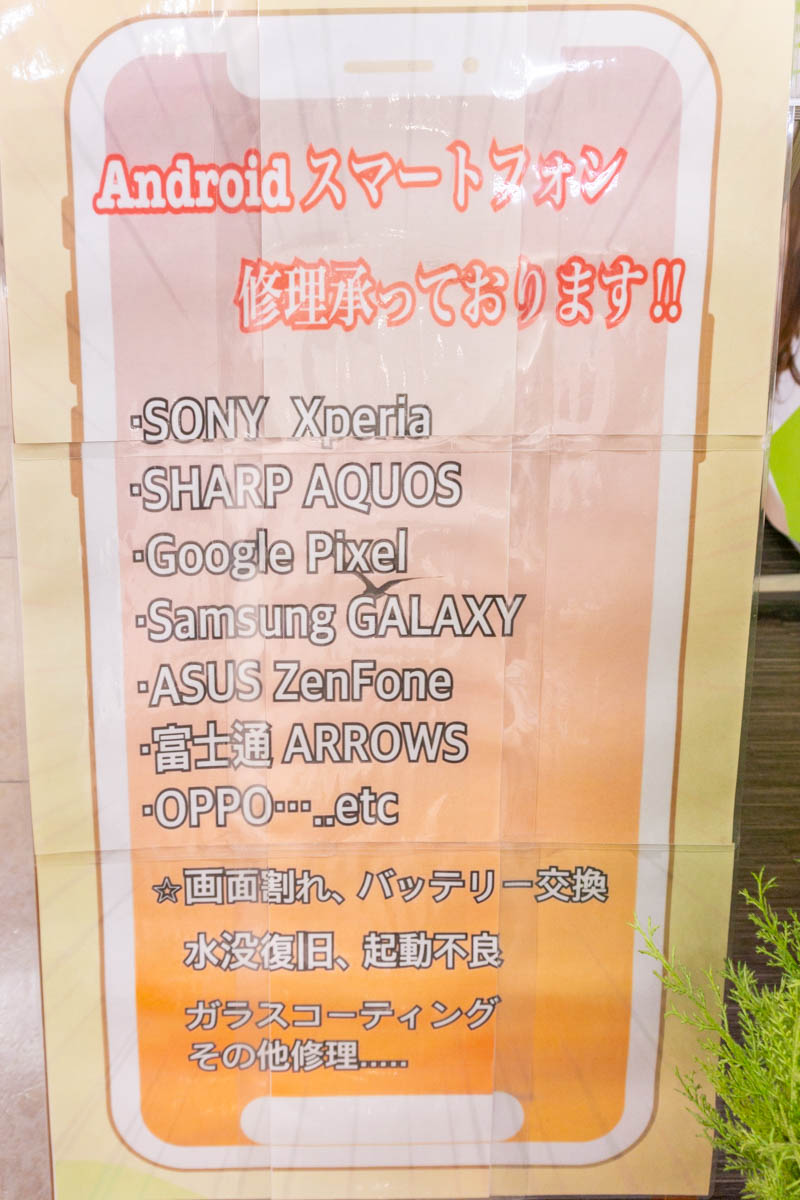 Android スマートフォン
修理承っております!!
·SONY Xperia
·SHARP AQUOS
·Google Pixel
·Samsung GALAXY
·ASUS ZenFone
·富士通 ARROWS
·OPPO…..etc
☆画面割れ、バッテリー交換
水没復旧、起動不良
ガラスコーティング
その他修理.....